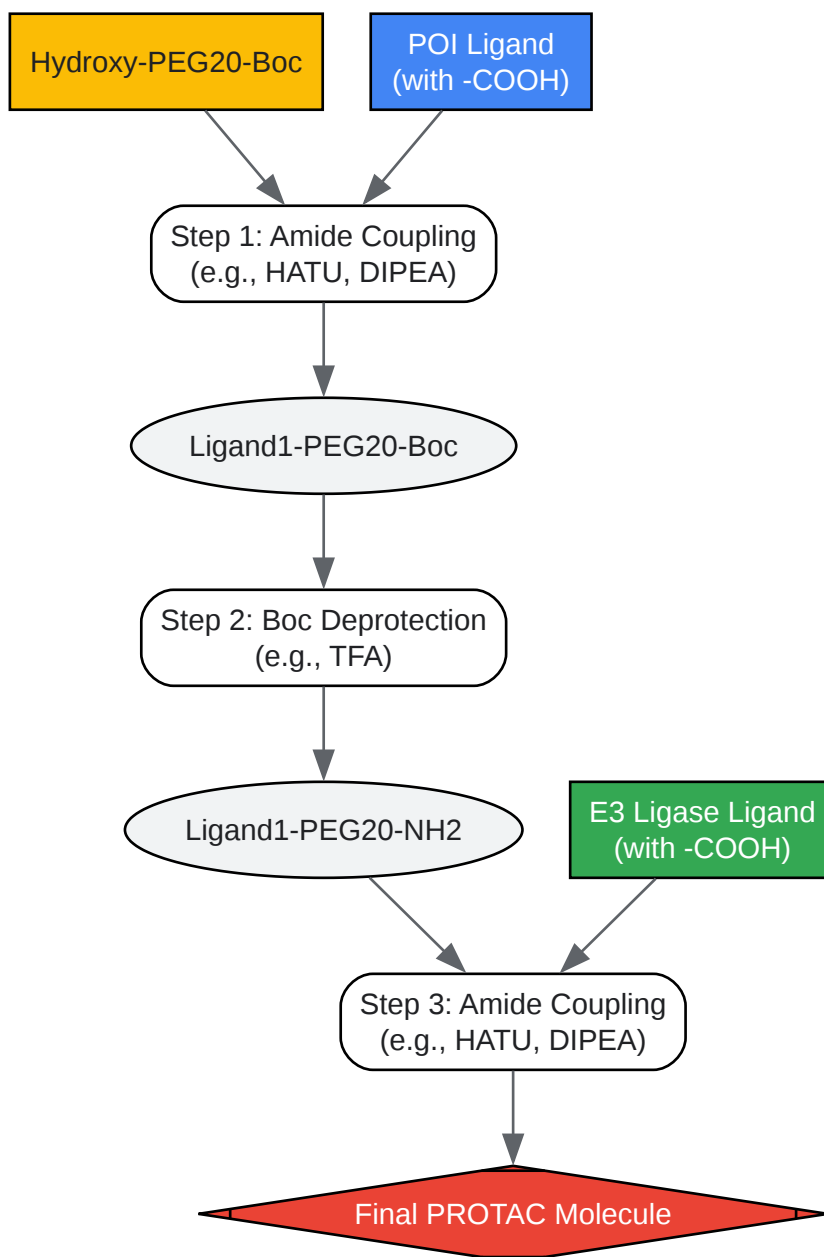 Hydroxy-PEG20-Boc
POI Ligand
(with -COOH)
Step 1: Amide Coupling
(e.g., HATU, DIPEA)
Ligand1-PEG20-Boc
Step 2: Boc Deprotection
(e.g., TFA)
Ligand1-PEG20-NH2
E3 Ligase Ligand
(with -COOH)
Step 3: Amide Coupling
(e.g., HATU, DIPEA)
Final PROTAC Molecule